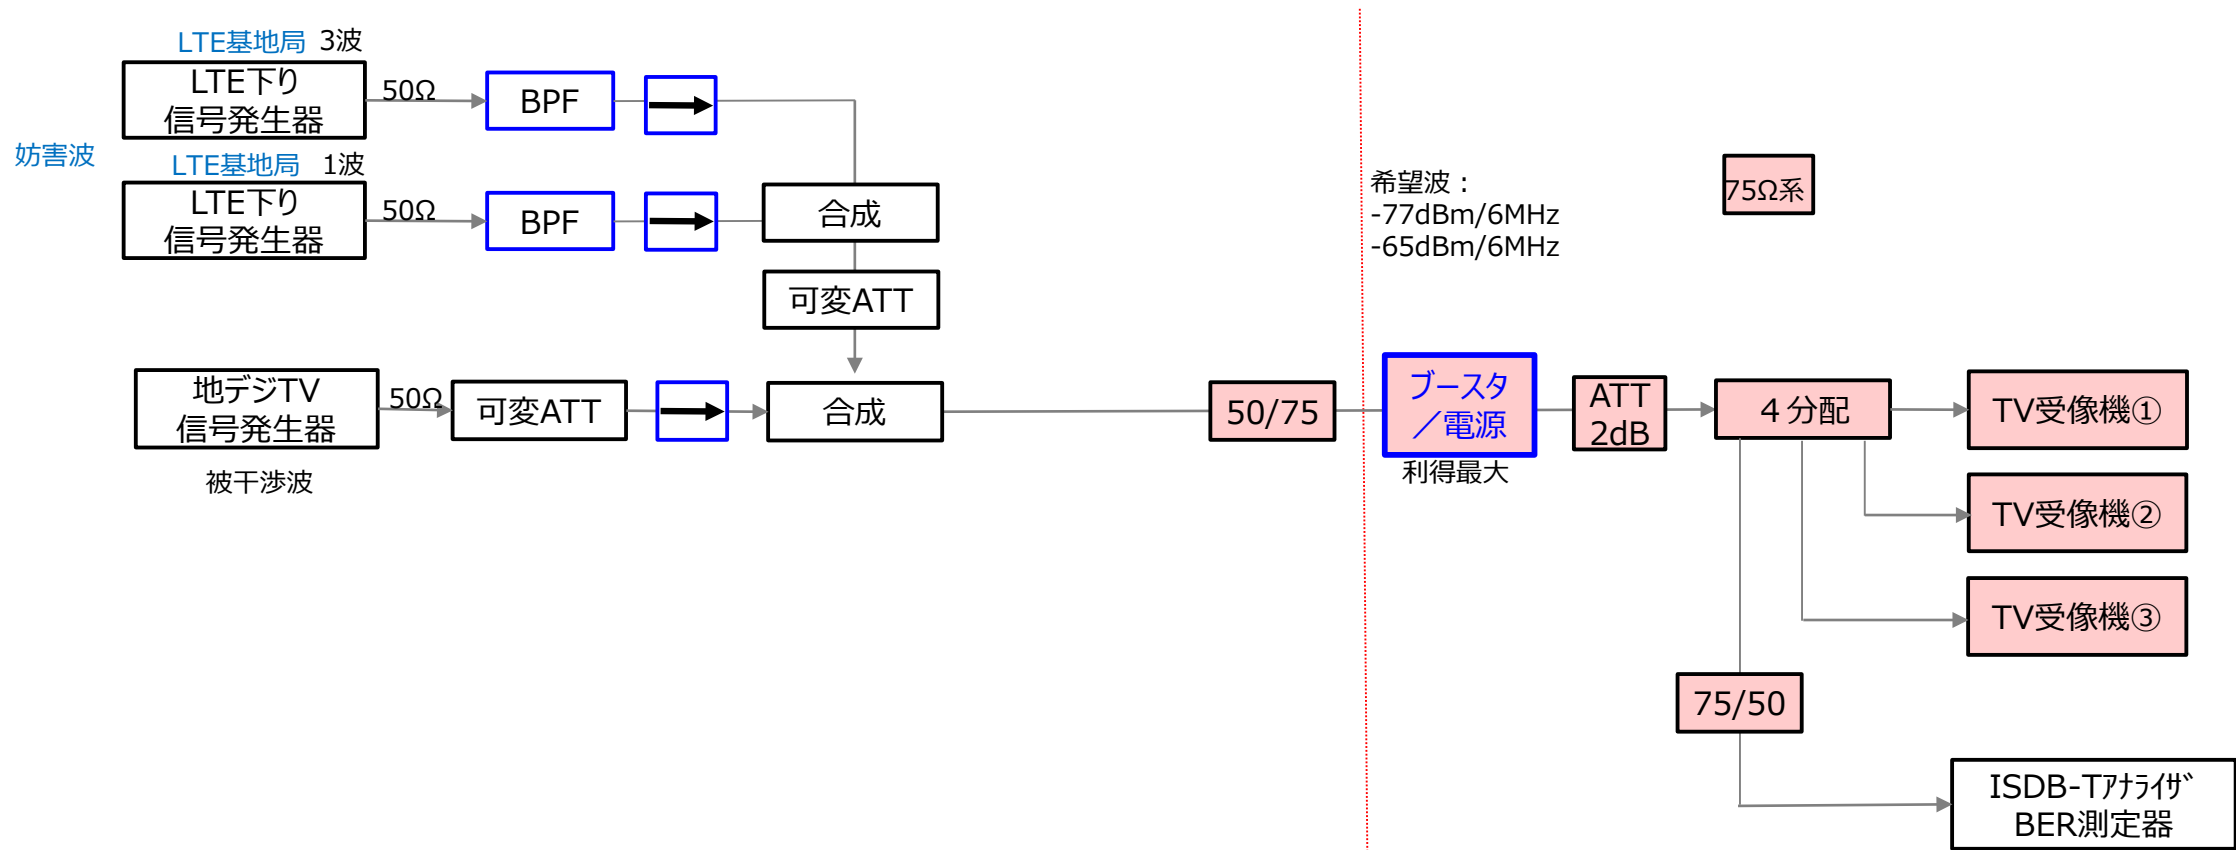 LTE基地局 3波
LTE下り
信号発生器
50Ω
BPF
妨害波
LTE基地局 1波
LTE下り
信号発生器
50Ω
BPF
合成
可変ATT
希望波：
-77dBm/6MHz
-65dBm/6MHz
75Ω系
地デジTV
信号発生器
50Ω
可変ATT
合成
50/75
ブースタ
／電源
利得最大
ATT
2dB
４分配
TV受像機①
被干渉波
TV受像機②
TV受像機③
75/50
ISDB-Tｱﾅﾗｲｻﾞ
BER測定器